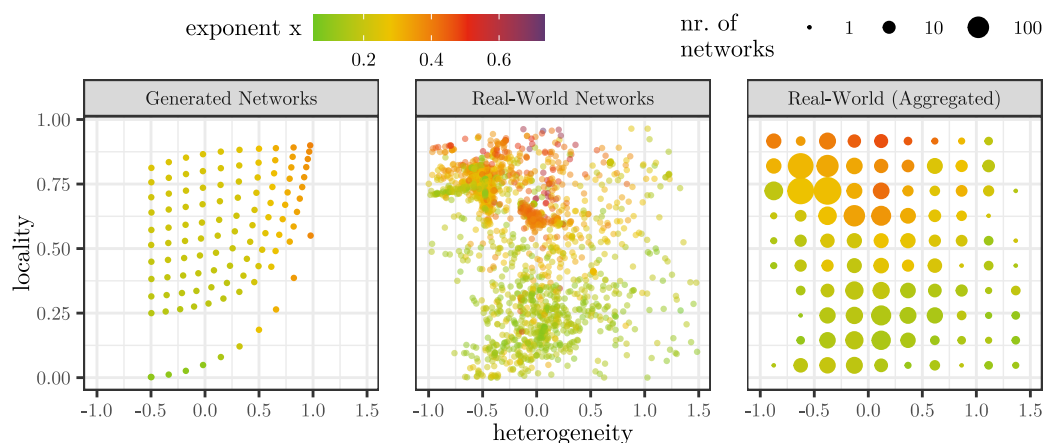 exponent x
0.2 0.4 0.6
nr. of
networks
1 10 100
Generated Networks
Real-World Networks
Real-World (Aggregated)
locality
1.00
0.75
0.50
0.25
0.00
-1.0 -0.5 0.0 0.5 1.0 1.5
-1.0 -0.5 0.0 0.5 1.0 1.5
-1.0 -0.5 0.0 0.5 1.0 1.5
heterogeneity